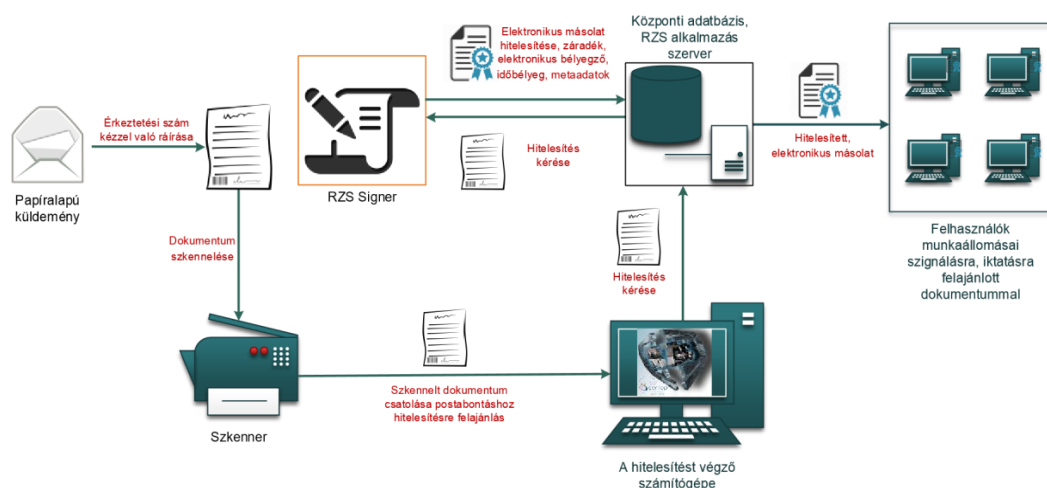 Elektronikus másolat
hitelesítése, záradék,
elektronikus bélyegző,
időbélyeg, metaadatok
Központi adatbázis,
RZS alkalmazás
szerver
Érkeztetési szám
kézzel való ráírása
Papíralapú
küldemény
RZS Signer
Hitelesítés
kérése
Hitelesített,
elektronikus másolat
Felhasználók
munkaállomásai
szignálásra, iktatásra
felajánlott
dokumentummal
Dokumentum
szkennelése
Hitelesítés
kérése
Szkennelt dokumentum
csatolása postabontáshoz
hitelesítésre felajánlás
Szkenner
A hitelesítést végző
számítógépe